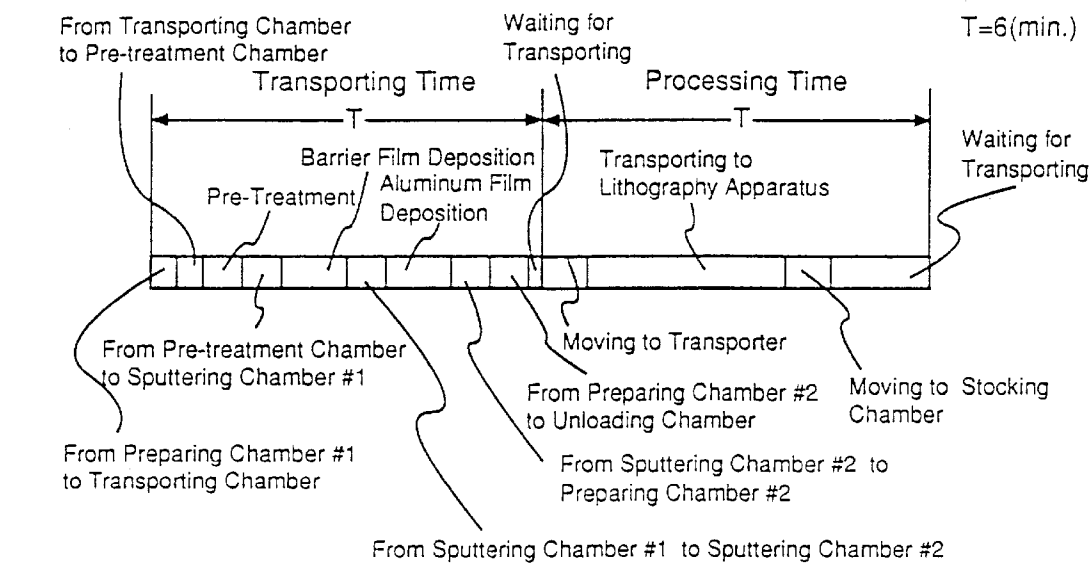 From Transporting Chamber
to Pre-treatment Chamber
Waiting for
Transporting
T=6(min.)
Transporting Time
Processing Time
T
T
Waiting for
Transporting
Barrier Film Deposition
Aluminum Film
Deposition
Transporting to
Lithography Apparatus
Pre-Treatment
From Pre-treatment Chamber
to Sputtering Chamber #1
Moving to Transporter
From Preparing Chamber #2
to Unloading Chamber
Moving to Stocking
Chamber
From Preparing Chamber #1
to Transporting Chamber
From Sputtering Chamber #2 to
Preparing Chamber #2
From Sputtering Chamber #1 to Sputtering Chamber #2